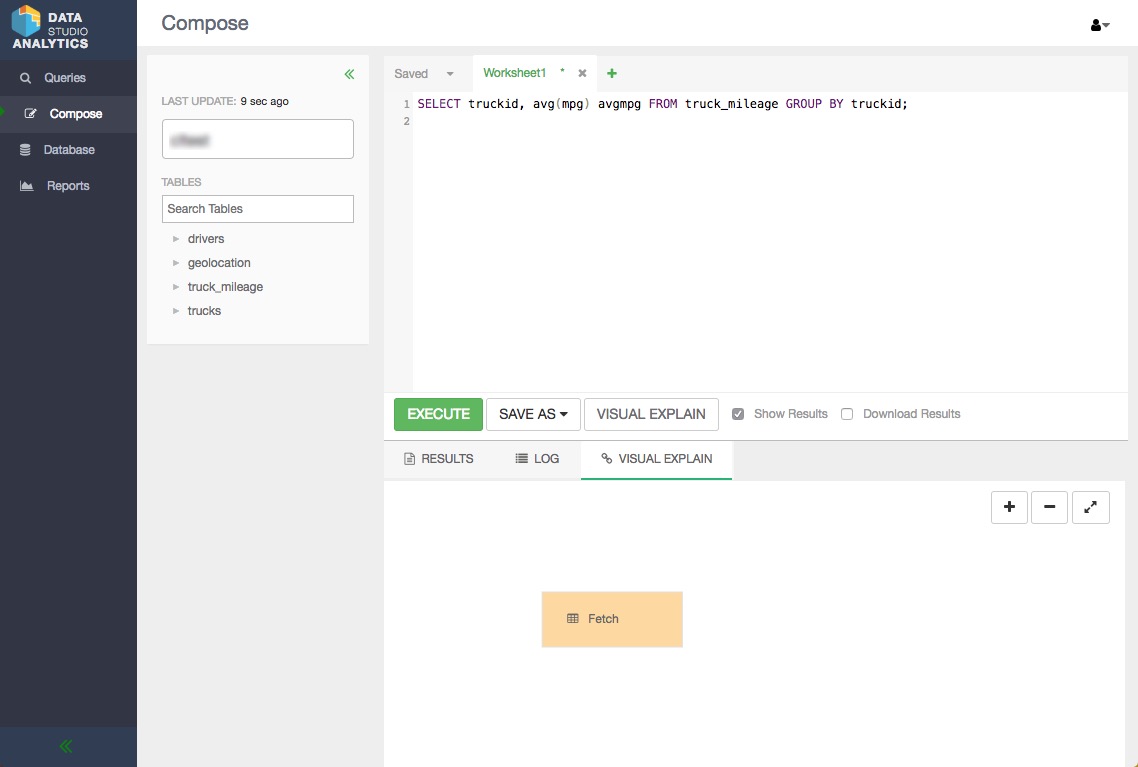 DATA
STUDIO
ANALYTICS
Queries
Compose
Database
Reports
Compose
LAST UPDATE: 9 sec ago
TABLES
Search Tables
drivers
geolocation
truck_mileage
trucks
Saved
Worksheet1 *
1 SELECT truckid, avg(mpg) avgmpg FROM truck_mileage GROUP BY truckid;
2
EXECUTE SAVE AS VISUAL EXPLAIN Show Results Download Results
RESULTS LOG VISUAL EXPLAIN
Fetch